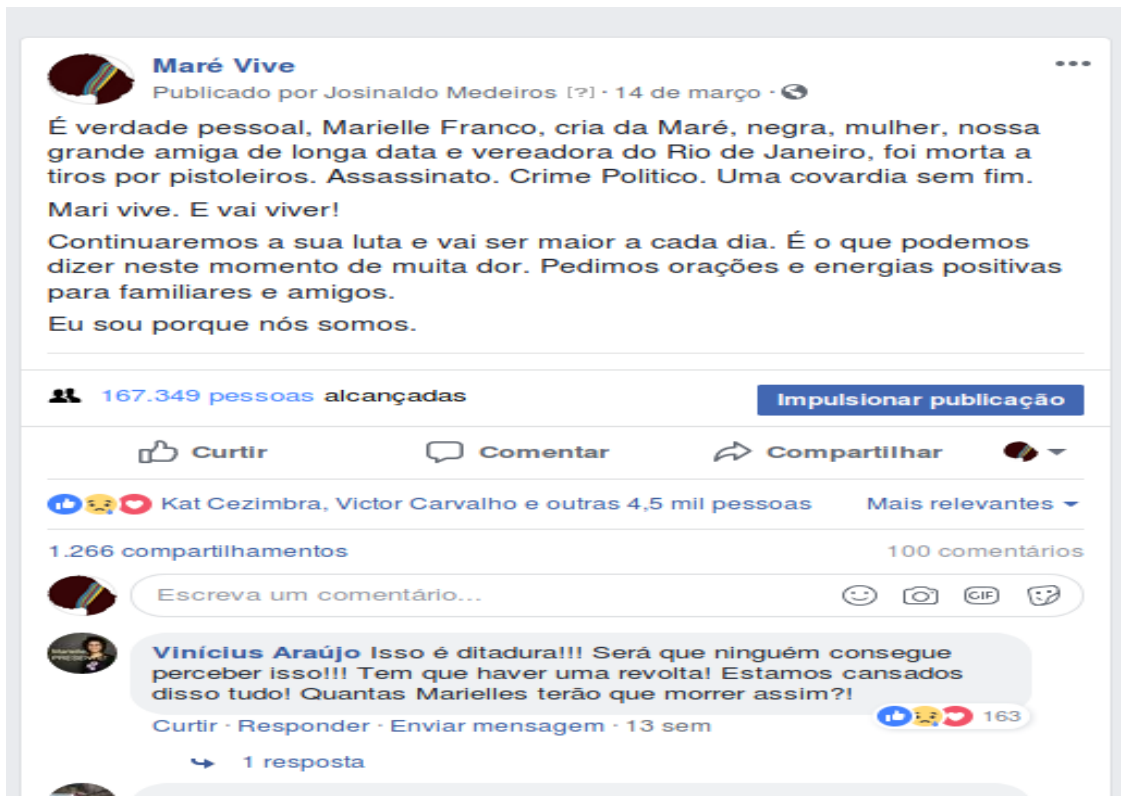 Maré Vive
Publicado por Josinaldo Medeiros [?] · 14 de março ·
É verdade pessoal, Marielle Franco, cria da Maré, negra, mulher, nossa
grande amiga de longa data e vereadora do Rio de Janeiro, foi morta a
tiros por pistoleiros. Assassinato. Crime Politico. Uma covardia sem fim.
Mari vive. E vai viver!
Continuaremos a sua luta e vai ser maior a cada dia. É o que podemos
dizer neste momento de muita dor. Pedimos orações e energias positivas
para familiares e amigos.
Eu sou porque nós somos.
167.349 pessoas alcançadas
Impulsionar publicação
Curtir Comentar Compartilhar
Kat Cezimbra, Victor Carvalho e outras 4,5 mil pessoas Mais relevantes
1.266 compartilhamentos 100 comentários
Escreva um comentário... GIF
Vinícius Araújo Isso é ditadura!!! Será que ninguém consegue
perceber isso!!! Tem que haver uma revolta! Estamos cansados
disso tudo! Quantas Marielles terão que morrer assim?!
163
Curtir · Responder · Enviar mensagem · 13 sem
1 resposta